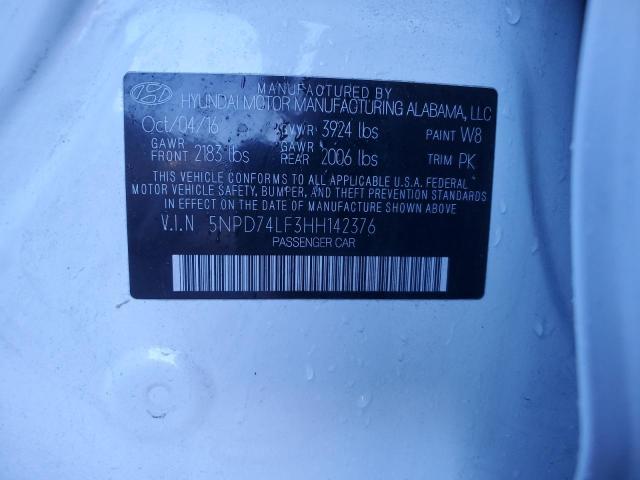 MANUFACTURED BY
HYUNDAI MOTOR MANUFACTURING ALABAMA, LLC
Oct/04/16 GVWR 3924 lbs PAINT W8
GAWR FRONT 2183 lbs GAWR REAR 2006 lbs TRIM PK
THIS VEHICLE CONFORMS TO ALL APPLICABLE U.S.A. FEDERAL
MOTOR VEHICLE SAFETY, BUMPER, AND THEFT PREVENTION STANDARDS
IN EFFECT ON THE DATE OF MANUFACTURE SHOWN ABOVE.
V.I.N 5NPD74LF3HH142376
PASSENGER CAR